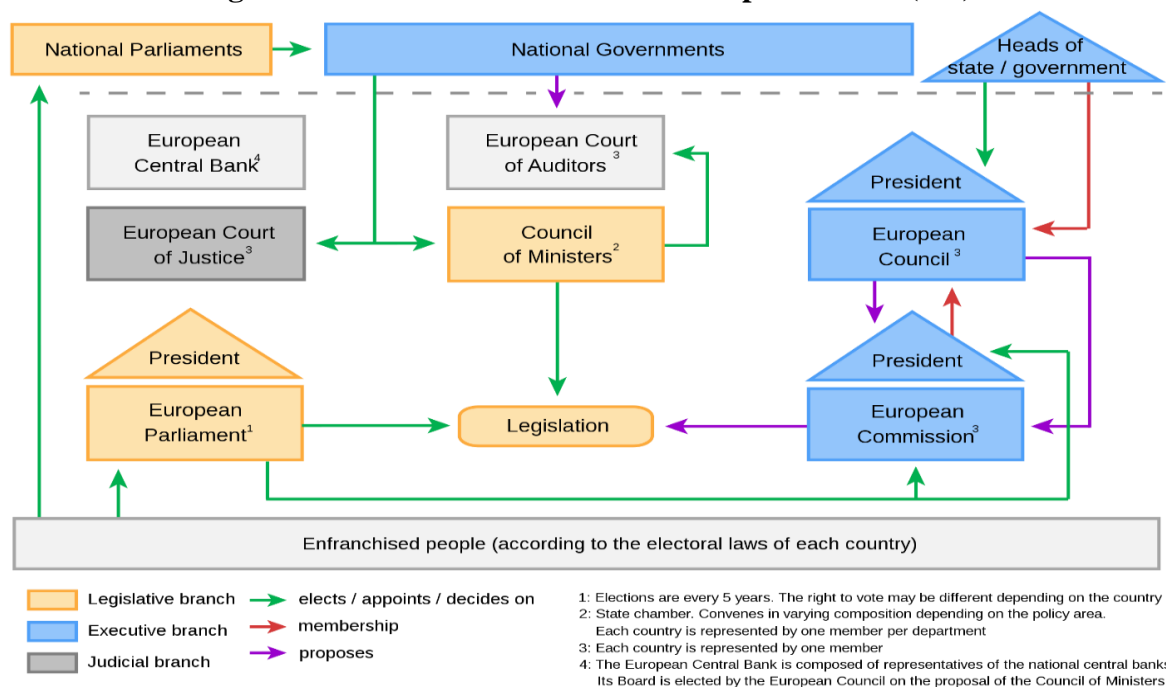 National Parliaments
National Governments
Heads of
state / government
European
Central Bank4
European Court
of Auditors 3
President
European Court
of Justice3
Council
of Ministers2
European
Council 3
President
President
European
Parliament1
Legislation
European
Commission3
Enfranchised people (according to the electoral laws of each country)
Legislative branch
Executive branch
Judicial branch
elects / appoints / decides on
membership
proposes
1: Elections are every 5 years. The right to vote may be different depending on the country
2: State chamber. Convenes in varying composition depending on the policy area.
Each country is represented by one member per department
3: Each country is represented by one member
4: The European Central Bank is composed of representatives of the national central banks
Its Board is elected by the European Council on the proposal of the Council of Ministers